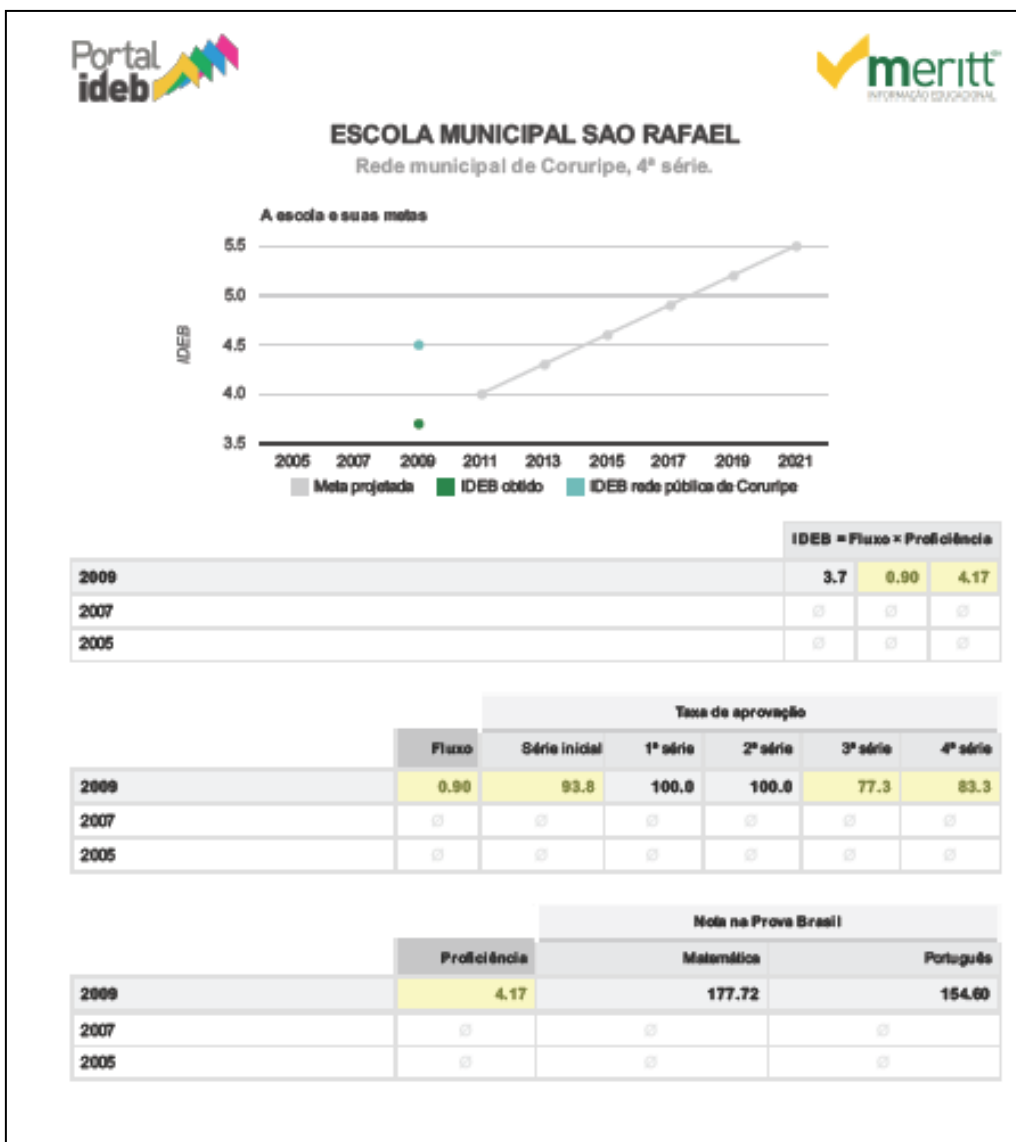 Portal
ideb
meritt
INFORMAÇÃO EDUCACIONAL
ESCOLA MUNICIPAL SAO RAFAEL
Rede municipal de Coruripe, 4ª série.
A escola e suas metas
5.5
5.0
4.5
4.0
3.5
IDEB
2005 2007 2009 2011 2013 2015 2017 2019 2021
Meta projetada IDEB obtido IDEB rede pública de Coruripe
IDEB = Fluxo × Proficiência
2009 3.7 0.90 4.17
2007 Ø Ø Ø
2005 Ø Ø Ø
Taxa de aprovação
Fluxo Série inicial 1ª série 2ª série 3ª série 4ª série
2009 0.90 93.8 100.0 100.0 77.3 83.3
2007 Ø Ø Ø Ø Ø Ø
2005 Ø Ø Ø Ø Ø Ø
Nota na Prova Brasil
Proficiência Matemática Português
2009 4.17 177.72 154.60
2007 Ø Ø Ø
2005 Ø Ø Ø